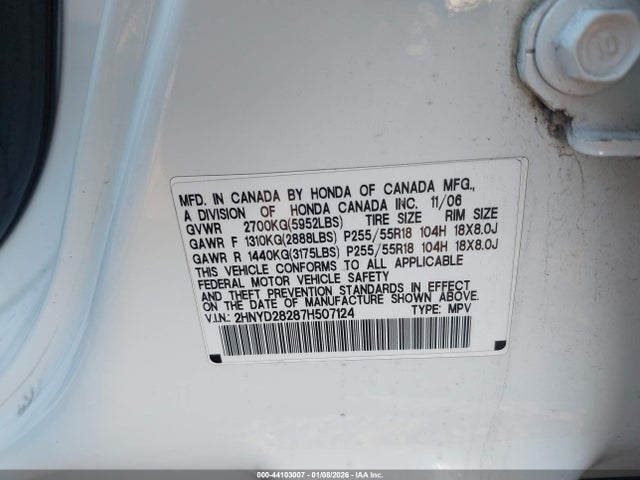 10
MFD. IN CANADA BY HONDA OF CANADA MFG.,
A DIVISION OF HONDA CANADA INC. 11/06
GVWR 2700KG(5952LBS) TIRE SIZE RIM SIZE
GAWR F 1310KG(2888LBS) P255/55R18 104H 18X8.0J
GAWR R 1440KG(3175LBS) P255/55R18 104H 18X8.0J
THIS VEHICLE CONFORMS TO ALL APPLICABLE
FEDERAL MOTOR VEHICLE SAFETY
AND THEFT PREVENTION STANDARDS IN EFFECT
ON THE DATE OF MANUFACTURE SHOWN ABOVE.
V.I.N.: 2HNYD28287H507124 TYPE: MPV
000-44103007 - 01/08/2026 - IAA Inc.